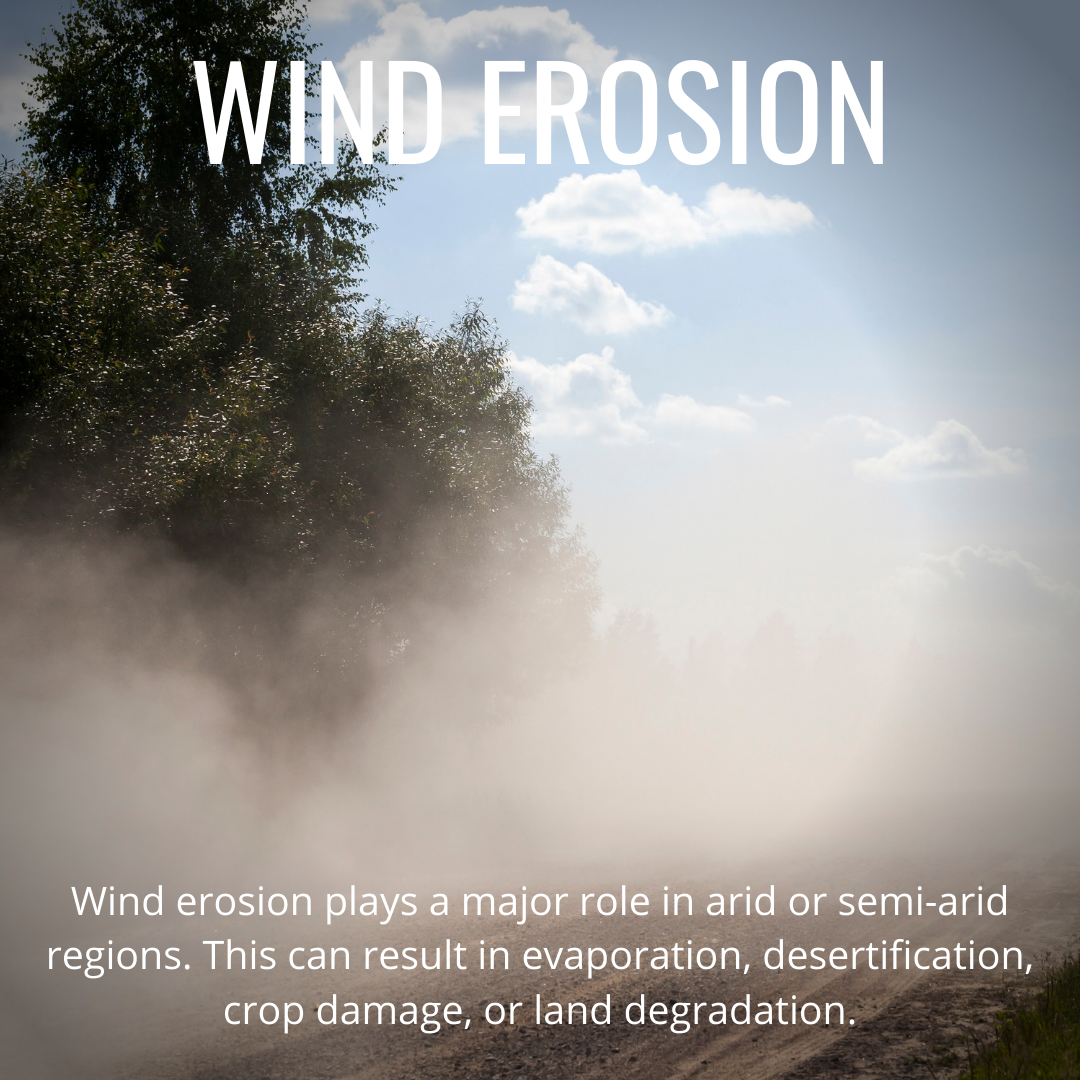 WIND EROSION
Wind erosion plays a major role in arid or semi-arid
regions. This can result in evaporation, desertification,
crop damage, or land degradation.